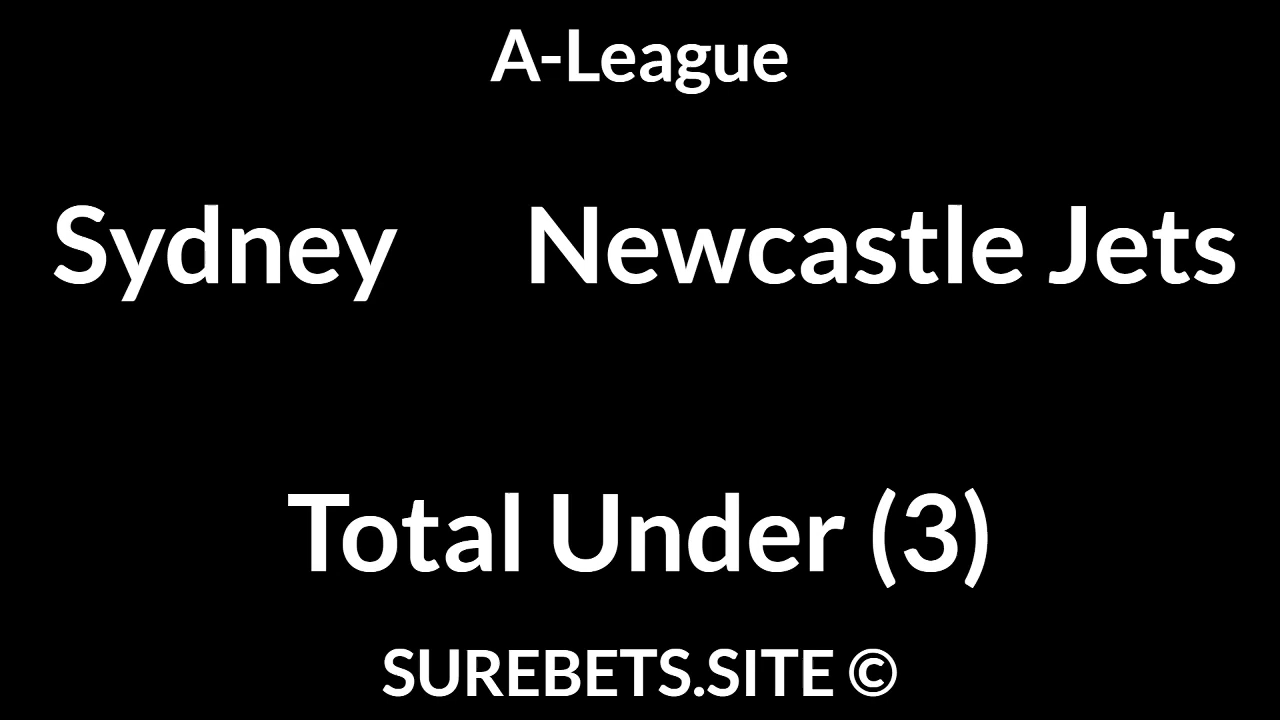 A-League
Sydney Newcastle Jets
Total Under (3)
SUREBETS.SITE ©